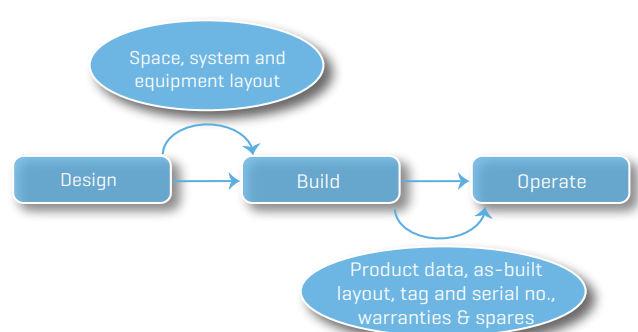 Space, system and
equipment layout
Design
Build
Operate
Product data, as-built
layout, tag and serial no.,
warranties & spares